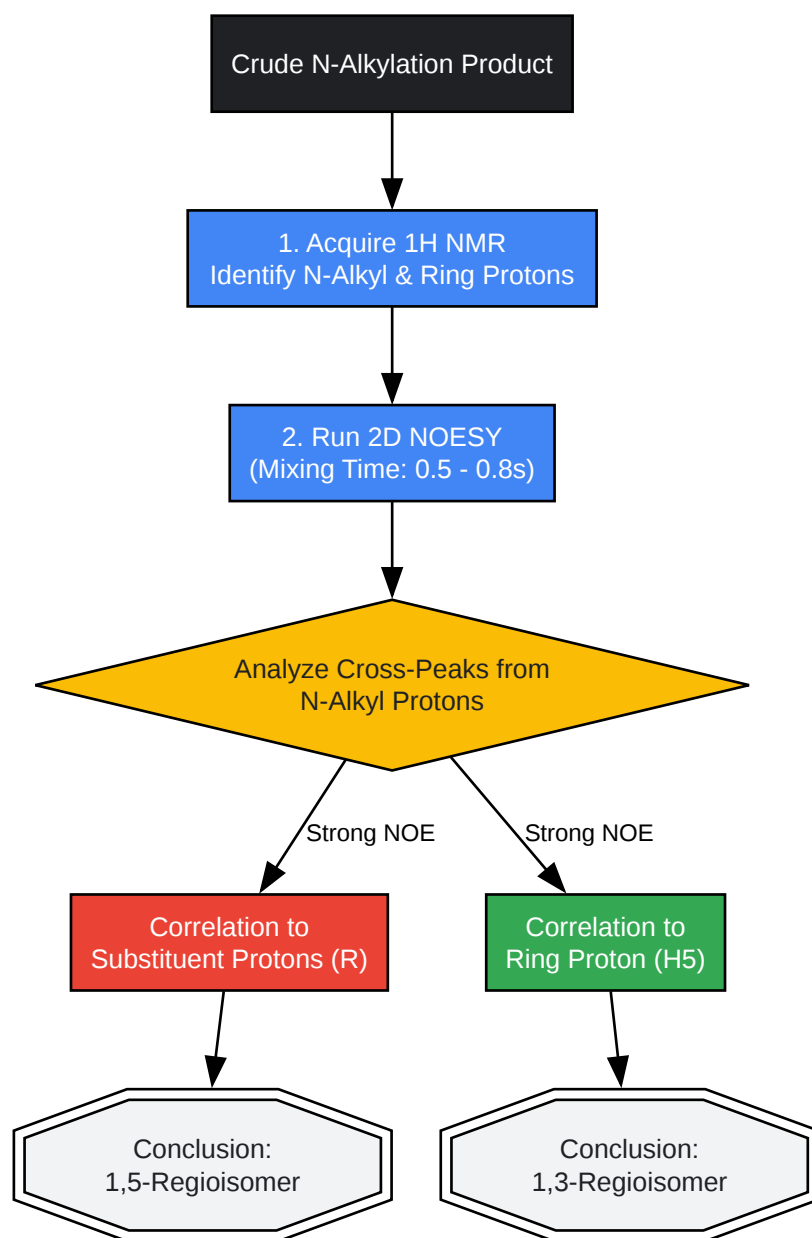 Crude N-Alkylation Product
1. Acquire 1H NMR
Identify N-Alkyl & Ring Protons
2. Run 2D NOESY
(Mixing Time: 0.5 - 0.8s)
Analyze Cross-Peaks from
N-Alkyl Protons
Strong NOE
Strong NOE
Correlation to
Substituent Protons (R)
Correlation to
Ring Proton (H5)
Conclusion:
1,5-Regioisomer
Conclusion:
1,3-Regioisomer